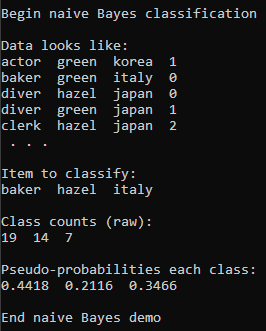 Begin naive Bayes classification
Data looks like:
actor  green  korea  1
baker  green  italy  0
diver  hazel  japan  0
diver  green  japan  1
clerk  hazel  japan  2
 . . .
Item to classify:
baker  hazel  italy
Class counts (raw):
19  14  7
Pseudo-probabilities each class:
0.4418  0.2116  0.3466
End naive Bayes demo